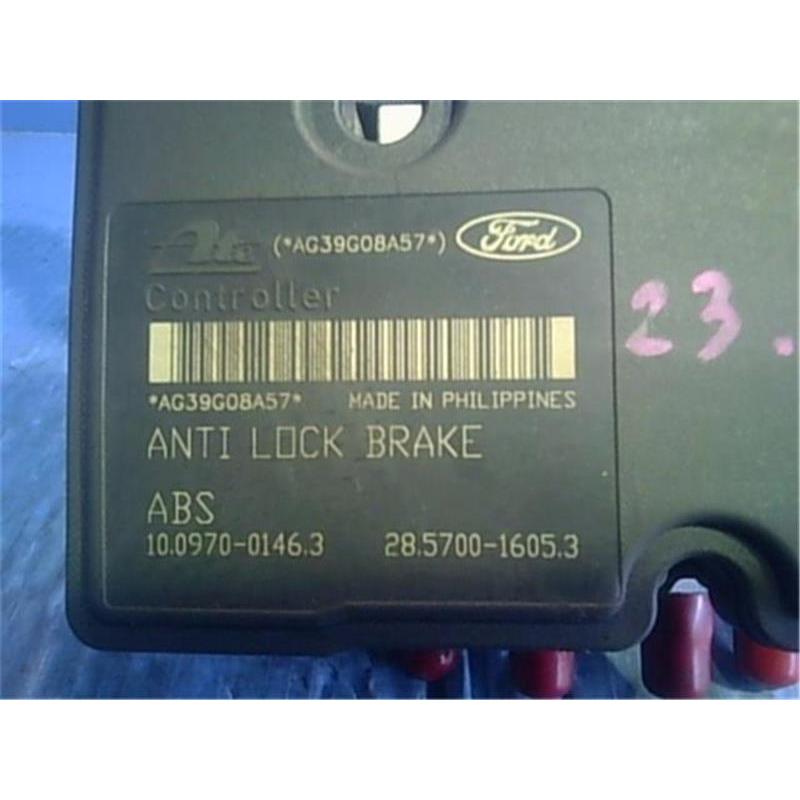 Ate (*AG39G08A57*) Ford
Controller
23.
*AG39G08A57* MADE IN PHILIPPINES
ANTI LOCK BRAKE
ABS
10.0970-0146.3 28.5700-1605.3